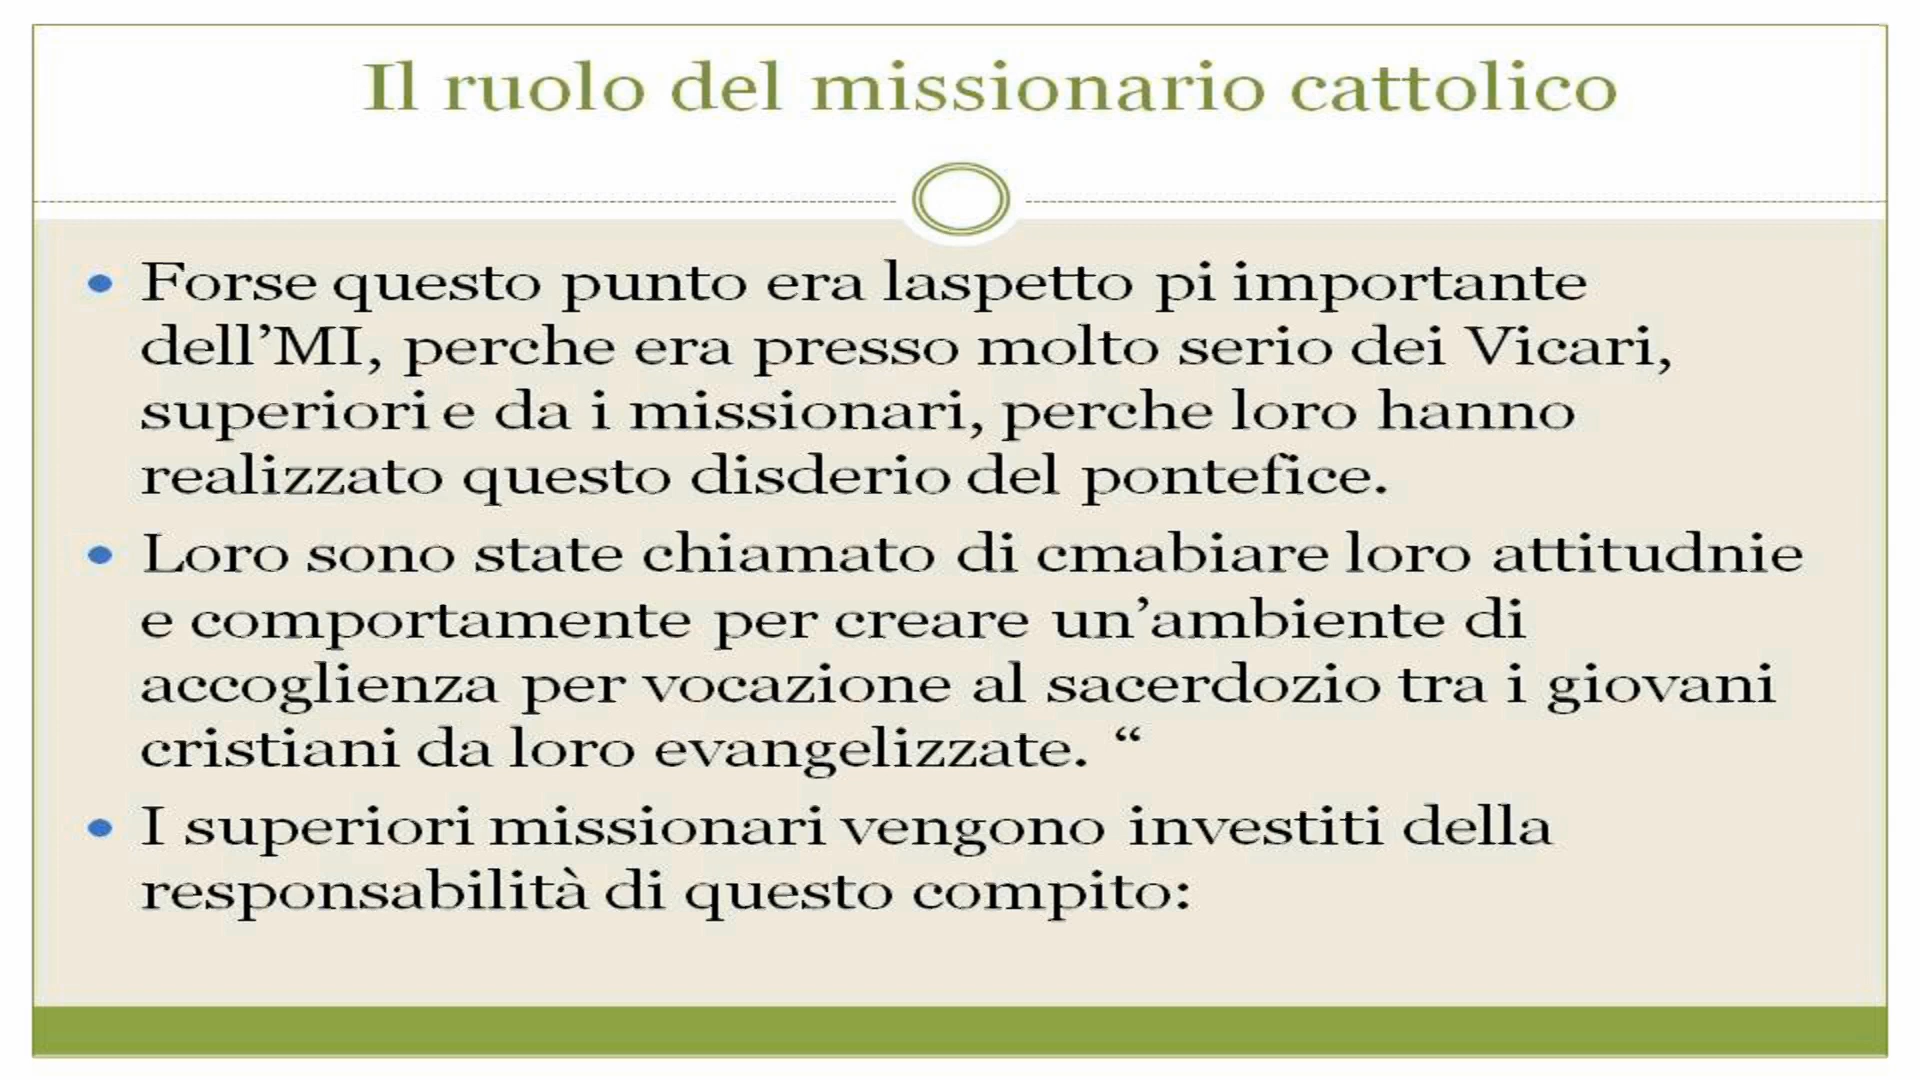 Il ruolo del missionario cattolico
• Forse questo punto era laspetto pi importante
dell’MI, perche era presso molto serio dei Vicari,
superiori e da i missionari, perche loro hanno
realizzato questo disderio del pontefice.
• Loro sono state chiamato di cmabiare loro attitudnie
e comportamente per creare un’ambiente di
accoglienza per vocazione al sacerdozio tra i giovani
cristiani da loro evangelizzate. “
• I superiori missionari vengono investiti della
responsabilità di questo compito: